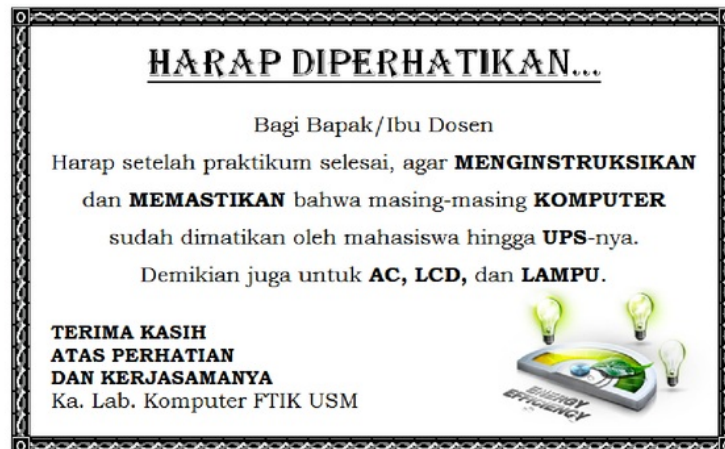 HARAP DIPERHATIKAN...
Bagi Bapak/Ibu Dosen
Harap setelah praktikum selesai, agar MENGINSTRUKSIKAN
dan MEMASTIKAN bahwa masing-masing KOMPUTER
sudah dimatikan oleh mahasiswa hingga UPS-nya.
Demikian juga untuk AC, LCD, dan LAMPU.
TERIMA KASIH
ATAS PERHATIAN
DAN KERJASAMANYA
Ka. Lab. Komputer FTIK USM
ENERGY
EFFICIENCY